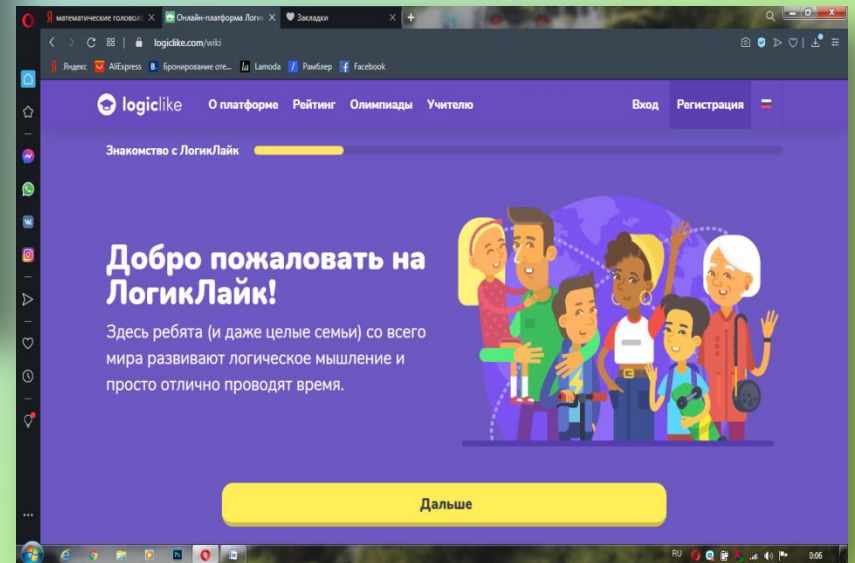 математические головол
Онлайн-платформа Логи
Закладки
logiclike.com/wiki
Яндекс
AliExpress
Бронирование оте...
Lamoda
Рамблер
Facebook
logiclike
О платформе
Рейтинг
Олимпиады
Учителю
Вход
Регистрация
Знакомство с ЛогикЛайк
Добро пожаловать на
ЛогикЛайк!
Здесь ребята (и даже целые семьи) со всего
мира развивают логическое мышление и
просто отлично проводят время.
Дальше
RU
0:06